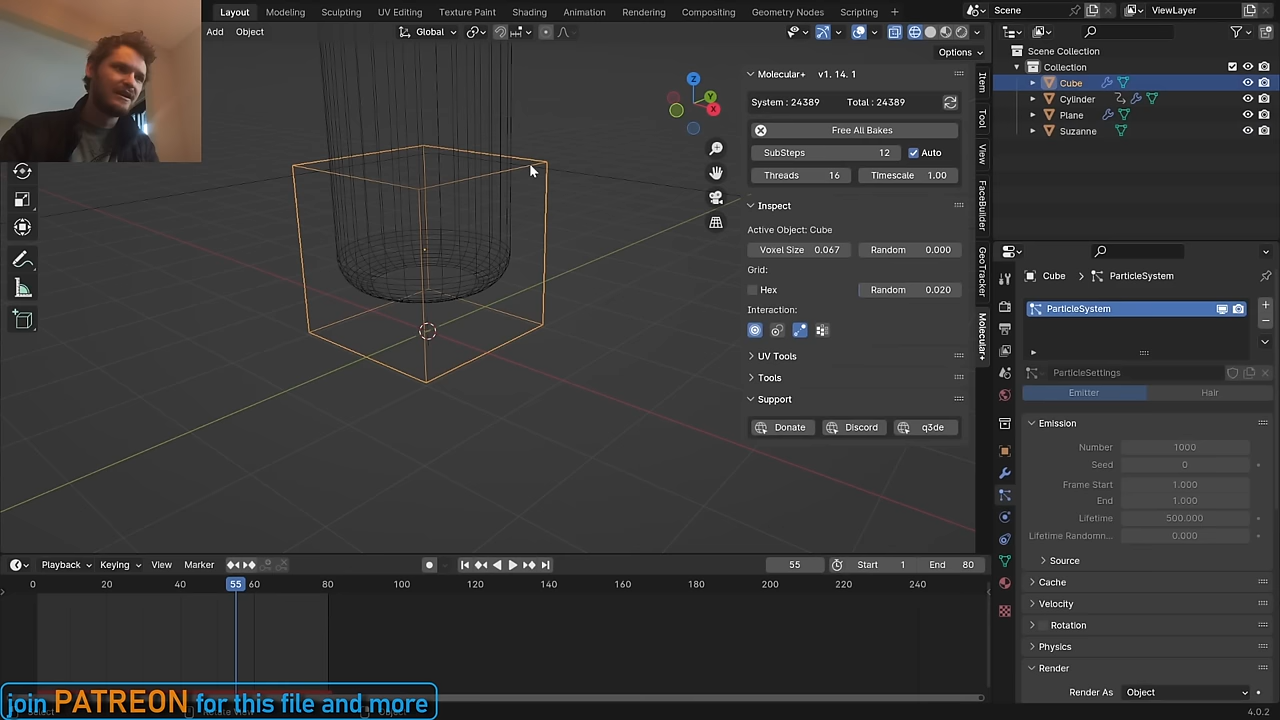 Layout Modeling Sculpting UV Editing Texture Paint Shading Animation Rendering Compositing Geometry Nodes Scripting +
Scene
ViewLayer
Add Object
Global
Options
Molecular+ v1. 14. 1
System : 24389 Total : 24389
Free All Bakes
SubSteps 12 Auto
Threads 16 Timescale 1.00
Inspect
Active Object: Cube
Voxel Size 0.067 Random 0.000
Grid:
Hex Random 0.020
Interaction:
UV Tools
Tools
Support
Donate Discord q3de
X
Y
Z
Item
Tool
View
FaceBuilder
GeoTracker
Molecular+
Scene Collection
Collection
Cube
Cylinder
Plane
Suzanne
Cube ParticleSystem
ParticleSystem
ParticleSettings
Emitter Hair
Emission
Number 1000
Seed 0
Frame Start 1.000
End 1.000
Lifetime 500.000
Lifetime Randomn... 0.000
Source
Cache
Velocity
Rotation
Physics
Render
Render As Object
4.0.2
Playback Keying View Marker
55 Start 1 End 80
0 20 40 55 60 80 100 120 140 160 180 200 220 240
join PATREON for this file and more